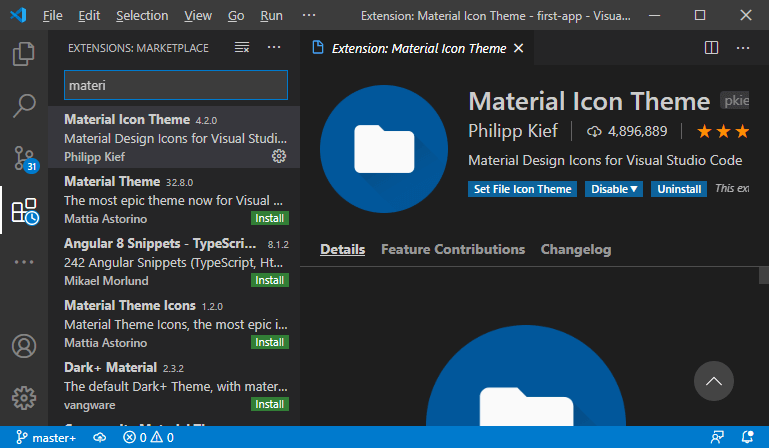 File Edit View Go Run ··· Extension: Material Icon Theme - first-app - Visua...
EXTENSIONS: MARKETPLACE
Extension: Material Icon Theme
materi
Material Icon Theme 4.2.0
Material Design Icons for Visual Studi...
Philipp Kief
Material Theme 32.8.0
The most epic theme now for Visual ...
Mattia Astorino Install
Angular 8 Snippets - TypeScri... 8.1.2
242 Angular Snippets (TypeScript, Ht...
Mikael Morlund Install
Material Theme Icons 1.2.0
Material Theme Icons, the most epic i...
Mattia Astorino Install
Dark+ Material 2.3.2
The default Dark+ Theme, with mater...
vangware Install
31
Material Icon Theme pkie
Philipp Kief 4,896,889
Material Design Icons for Visual Studio Code
Set File Icon Theme Disable Uninstall This ex
Details Feature Contributions Changelog
master+ 0 0